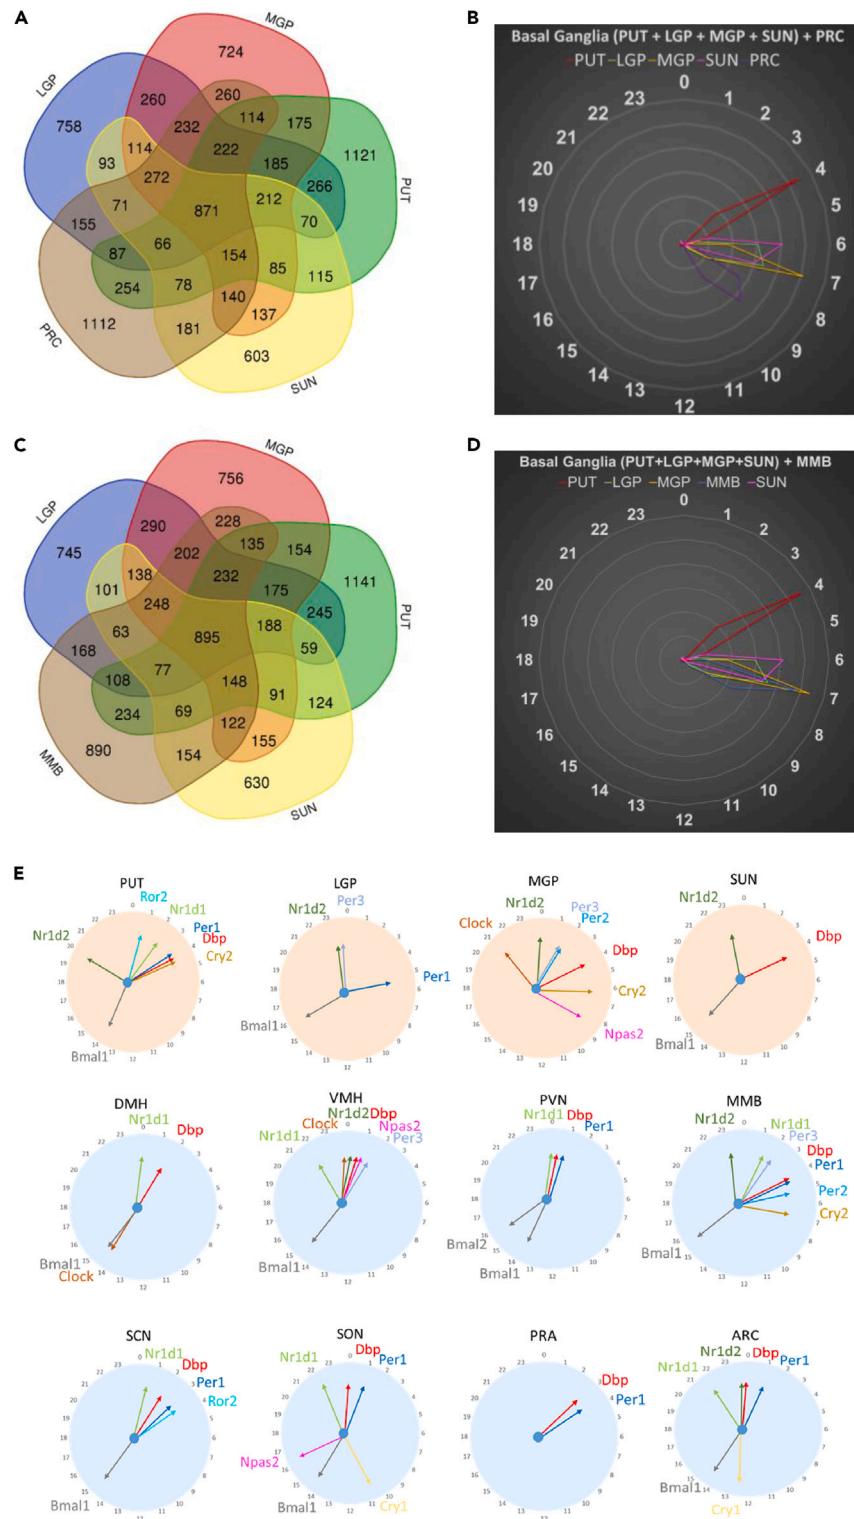 A
MGP
LGP
PUT
PRC
SUN
724
260
260
114
175
758
232
114
222
1121
93
185
272
266
71
871
212
70
155
66
87
154
85
115
254
78
140
137
1112
181
603
B
Basal Ganglia (PUT + LGP + MGP + SUN) + PRC
PUT LGP MGP SUN PRC
0
1
2
3
4
5
6
7
8
9
10
11
12
13
14
15
16
17
18
19
20
21
22
23
C
MGP
LGP
PUT
MMB
SUN
756
290
228
135
154
745
202
138
232
1141
101
175
248
245
63
895
188
59
168
77
108
148
91
124
234
69
122
155
890
154
630
D
Basal Ganglia (PUT+LGP+MGP+SUN) + MMB
PUT LGP MGP MMB SUN
0
1
2
3
4
5
6
7
8
9
10
11
12
13
14
15
16
17
18
19
20
21
22
23
E
PUT
Ror2
Nr1d1
Per1
Dbp
Cry2
Nr1d2
Bmal1
LGP
Per3
Nr1d2
Per1
Bmal1
MGP
Nr1d2
Per3
Per2
Clock
Dbp
Cry2
Npas2
SUN
Nr1d2
Dbp
Bmal1
DMH
Nr1d1
Dbp
Bmal1
Clock
VMH
Nr1d2 Dbp
Clock
Npas2
Nr1d1
Per3
Bmal1
PVN
Nr1d1 Dbp
Per1
Bmal2
Bmal1
MMB
Nr1d2
Nr1d1
Per3
Dbp
Per1
Per2
Cry2
Bmal1
SCN
Nr1d1
Dbp
Per1
Ror2
Bmal1
SON
Dbp
Nr1d1
Per1
Npas2
Bmal1
Cry1
PRA
Dbp
Per1
ARC
Nr1d2 Dbp
Nr1d1
Per1
Bmal1
Cry1